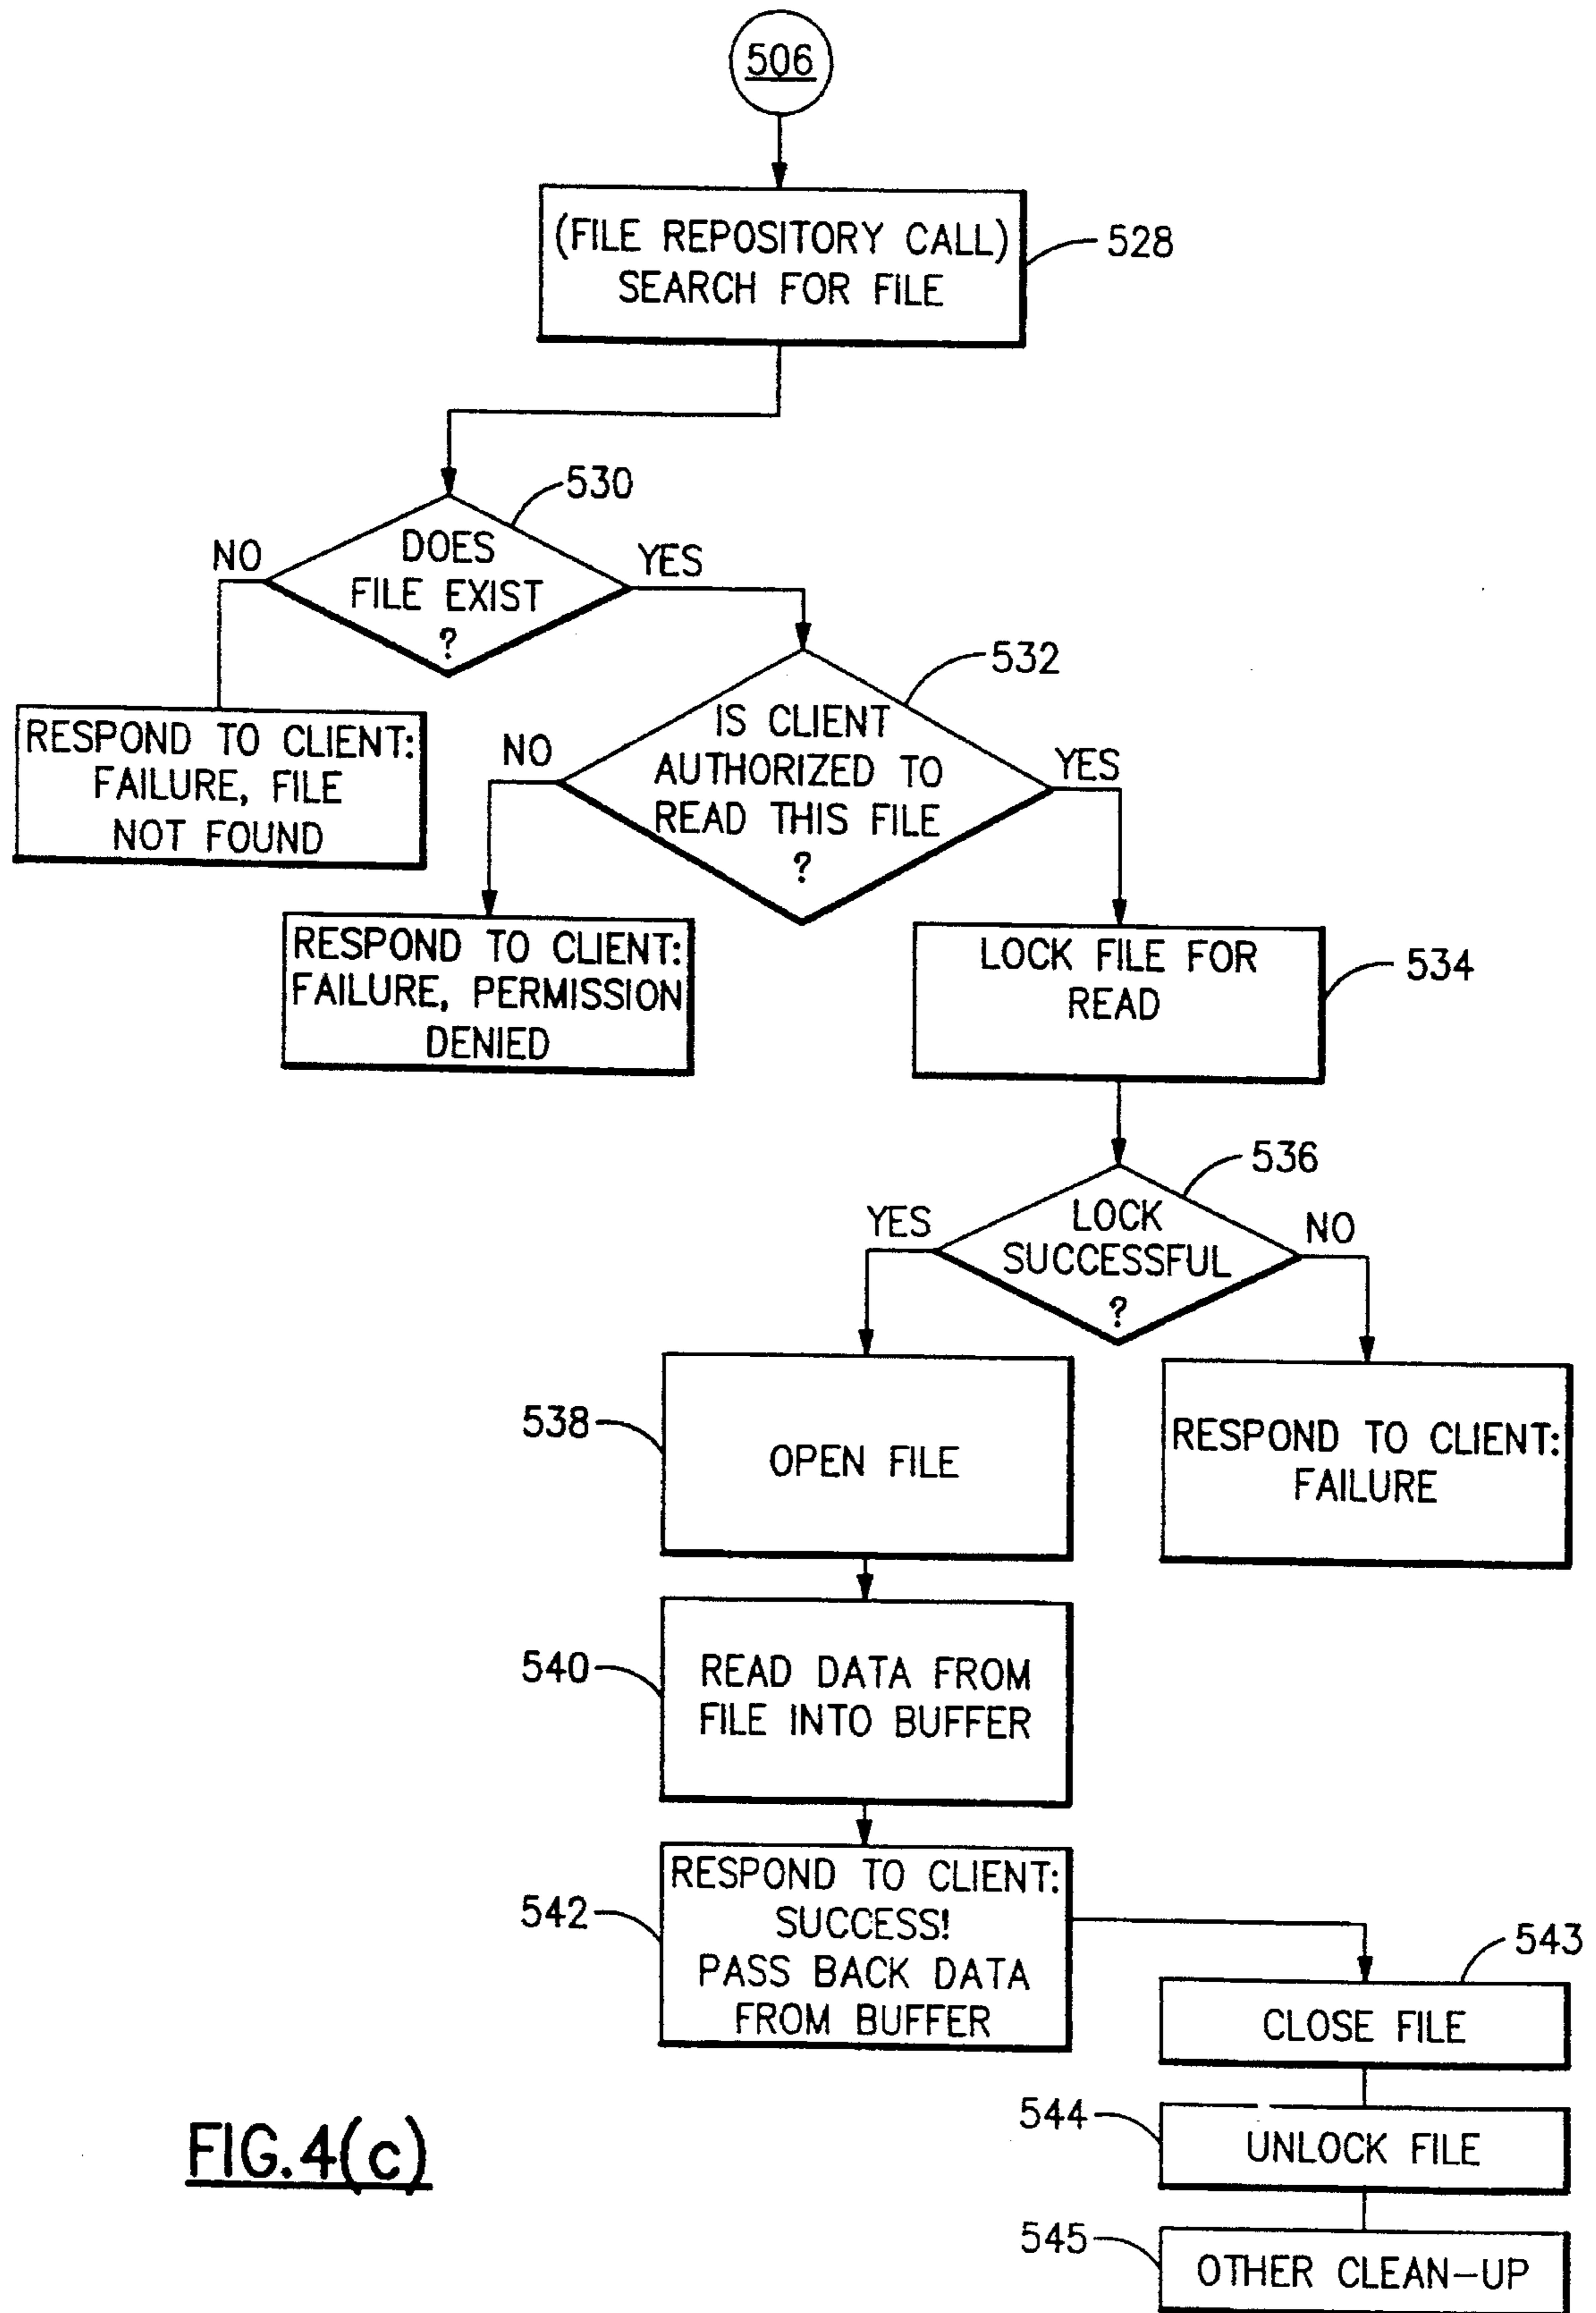 506
(FILE REPOSITORY CALL)
SEARCH FOR FILE
528
530
DOES
FILE EXIST
?
NO
YES
RESPOND TO CLIENT:
FAILURE, FILE
NOT FOUND
532
IS CLIENT
AUTHORIZED TO
READ THIS FILE
?
NO
YES
RESPOND TO CLIENT:
FAILURE, PERMISSION
DENIED
LOCK FILE FOR
READ
534
536
LOCK
SUCCESSFUL
?
YES
NO
538
OPEN FILE
RESPOND TO CLIENT:
FAILURE
540
READ DATA FROM
FILE INTO BUFFER
542
RESPOND TO CLIENT:
SUCCESS!
PASS BACK DATA
FROM BUFFER
543
CLOSE FILE
544
UNLOCK FILE
545
OTHER CLEAN-UP
FIG.4(c)